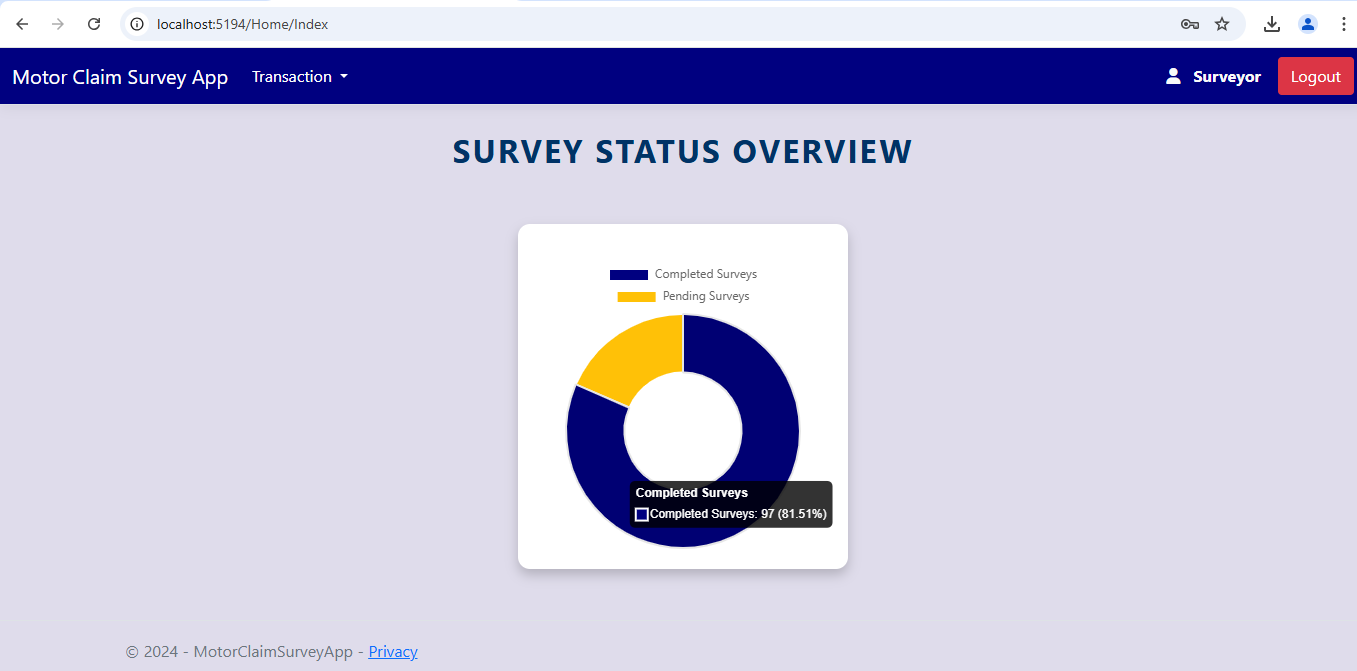 localhost:5194/Home/Index
Motor Claim Survey App Transaction Surveyor Logout
SURVEY STATUS OVERVIEW
Completed Surveys
Pending Surveys
Completed Surveys
Completed Surveys: 97 (81.51%)
© 2024 - MotorClaimSurveyApp - Privacy